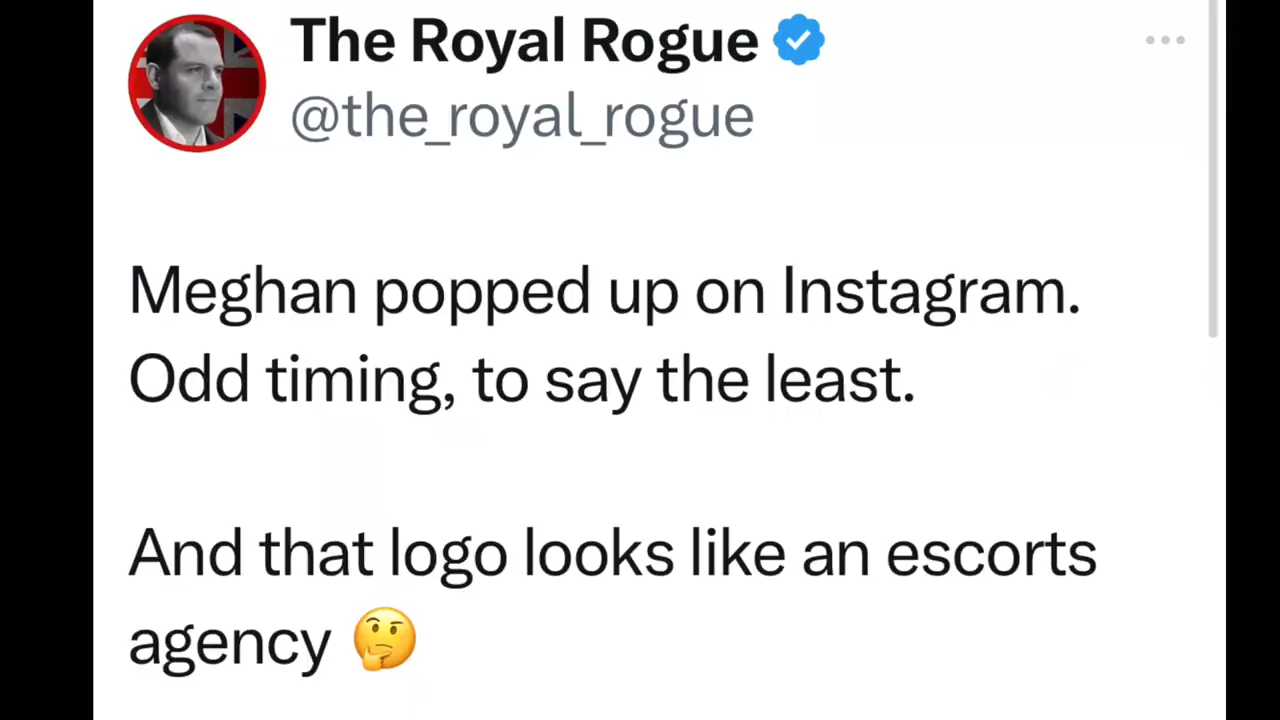 The Royal Rogue
@the_royal_rogue
Meghan popped up on Instagram.
Odd timing, to say the least.
And that logo looks like an escorts
agency 🤔